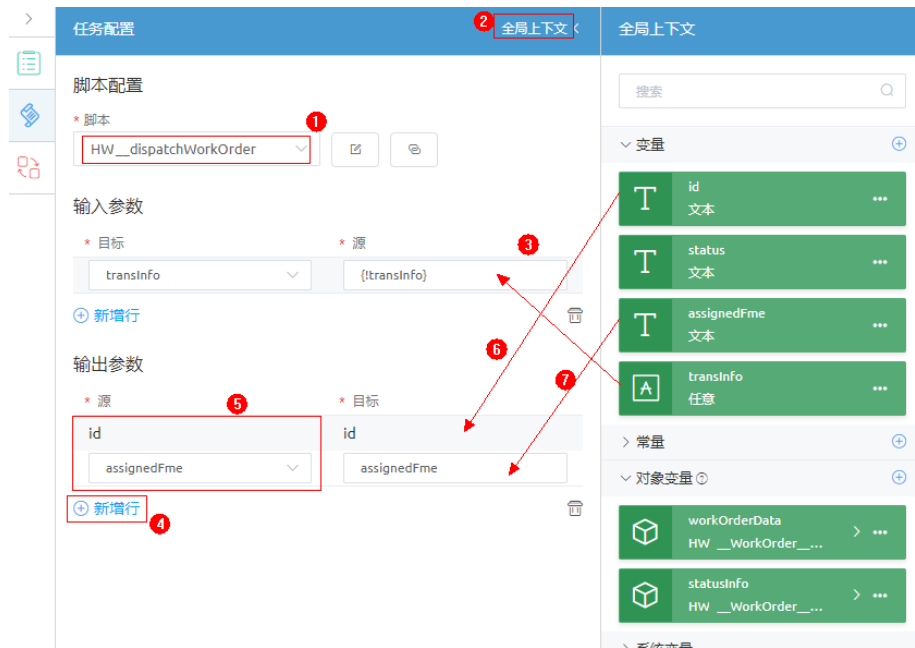 任务配置
2
全局上下文
脚本配置
* 脚本
1
HW__dispatchWorkOrder
输入参数
* 目标
* 源
3
transInfo
{!transInfo}
新增行
输出参数
6
7
* 源
5
* 目标
id
id
assignedFme
assignedFme
新增行
4
全局上下文
搜索
变量
id
文本
status
文本
assignedFme
文本
transInfo
任意
常量
对象变量
workOrderData
HW __WorkOrder__...
statusInfo
HW __WorkOrder__...
系统变量